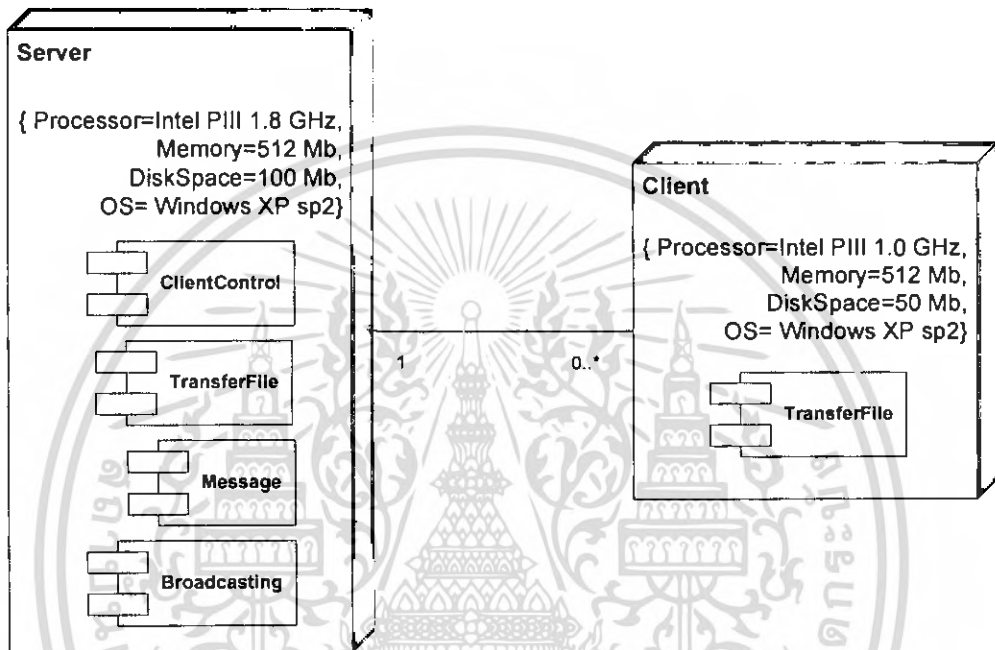 Server
{ Processor=Intel PIII 1.8 GHz,
Memory=512 Mb,
DiskSpace=100 Mb,
OS= Windows XP sp2}
ClientControl
TransferFile
Message
Broadcasting
1
0..*
Client
{ Processor=Intel PIII 1.0 GHz,
Memory=512 Mb,
DiskSpace=50 Mb,
OS= Windows XP sp2}
TransferFile